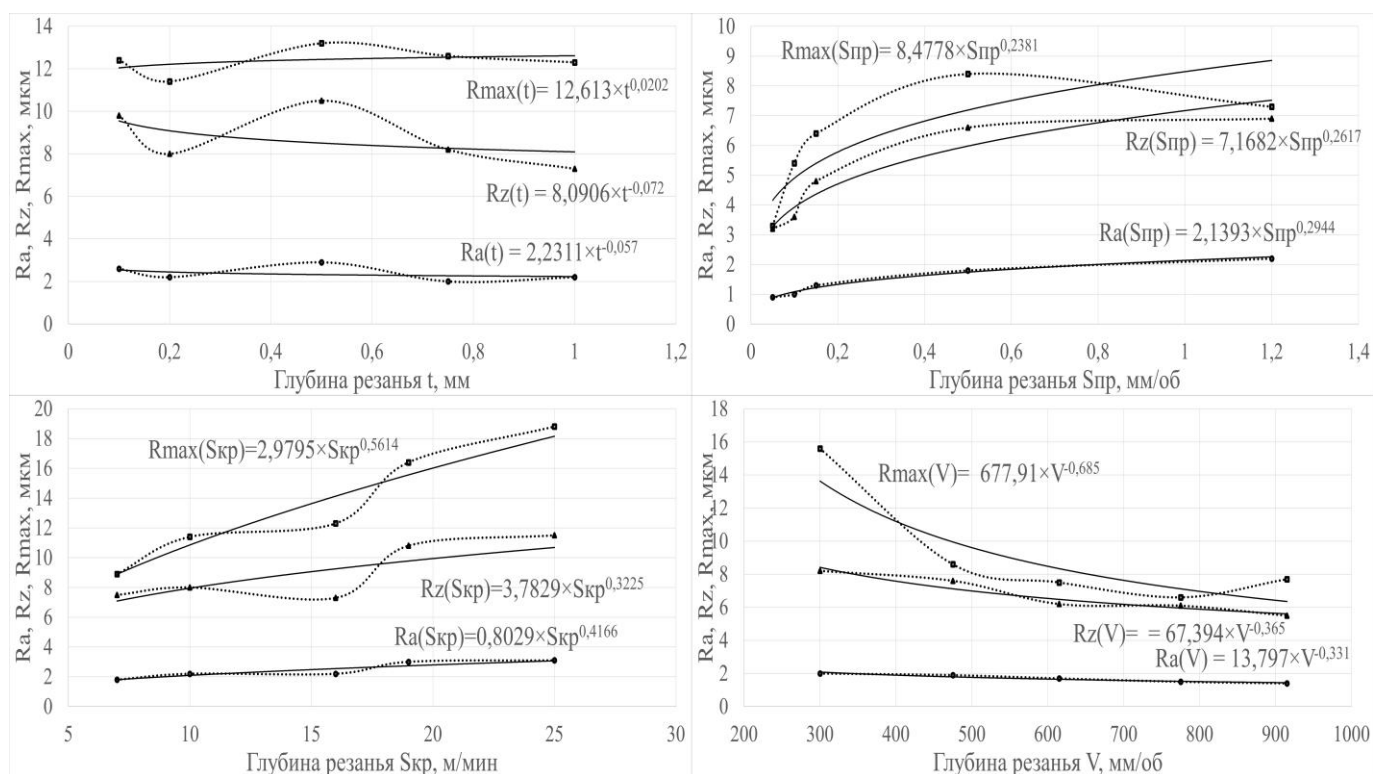 Ra, Rz, Rmax, мкм
14
12
10
8
6
4
2
0
Rmax(t)= 12,613×t^0,0202
Rz(t) = 8,0906×t^-0,072
Ra(t) = 2,2311×t^-0,057
0 0,2 0,4 0,6 0,8 1 1,2
Глубина резанья t, мм
Ra, Rz, Rmax, мкм
10
9
8
7
6
5
4
3
2
1
0
Rmax(Sпр)= 8,4778×Sпр^0,2381
Rz(Sпр) = 7,1682×Sпр^0,2617
Ra(Sпр) = 2,1393×Sпр^0,2944
0 0,2 0,4 0,6 0,8 1 1,2 1,4
Глубина резанья Sпр, мм/об
Ra, Rz, Rmax, мкм
20
18
16
14
12
10
8
6
4
2
0
Rmax(Sкр)=2,9795×Sкр^0,5614
Rz(Sкр)=3,7829×Sкр^0,3225
Ra(Sкр)=0,8029×Sкр^0,4166
5 10 15 20 25 30
Глубина резанья Sкр, м/мин
Ra, Rz, Rmax, мкм
18
16
14
12
10
8
6
4
2
0
Rmax(V)= 677,91×V^-0,685
Rz(V)= = 67,394×V^-0,365
Ra(V) = 13,797×V^-0,331
200 300 400 500 600 700 800 900 1000
Глубина резанья V, мм/об